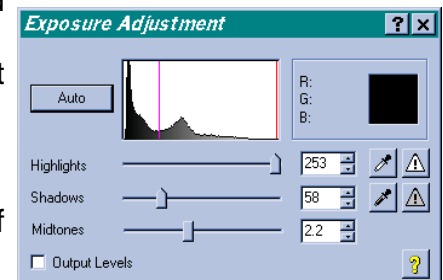 Exposure Adjustment ? X
t
Auto
R:
G:
B:
Highlights 253
Shadows 58
f
Midtones 2.2
Output Levels ?